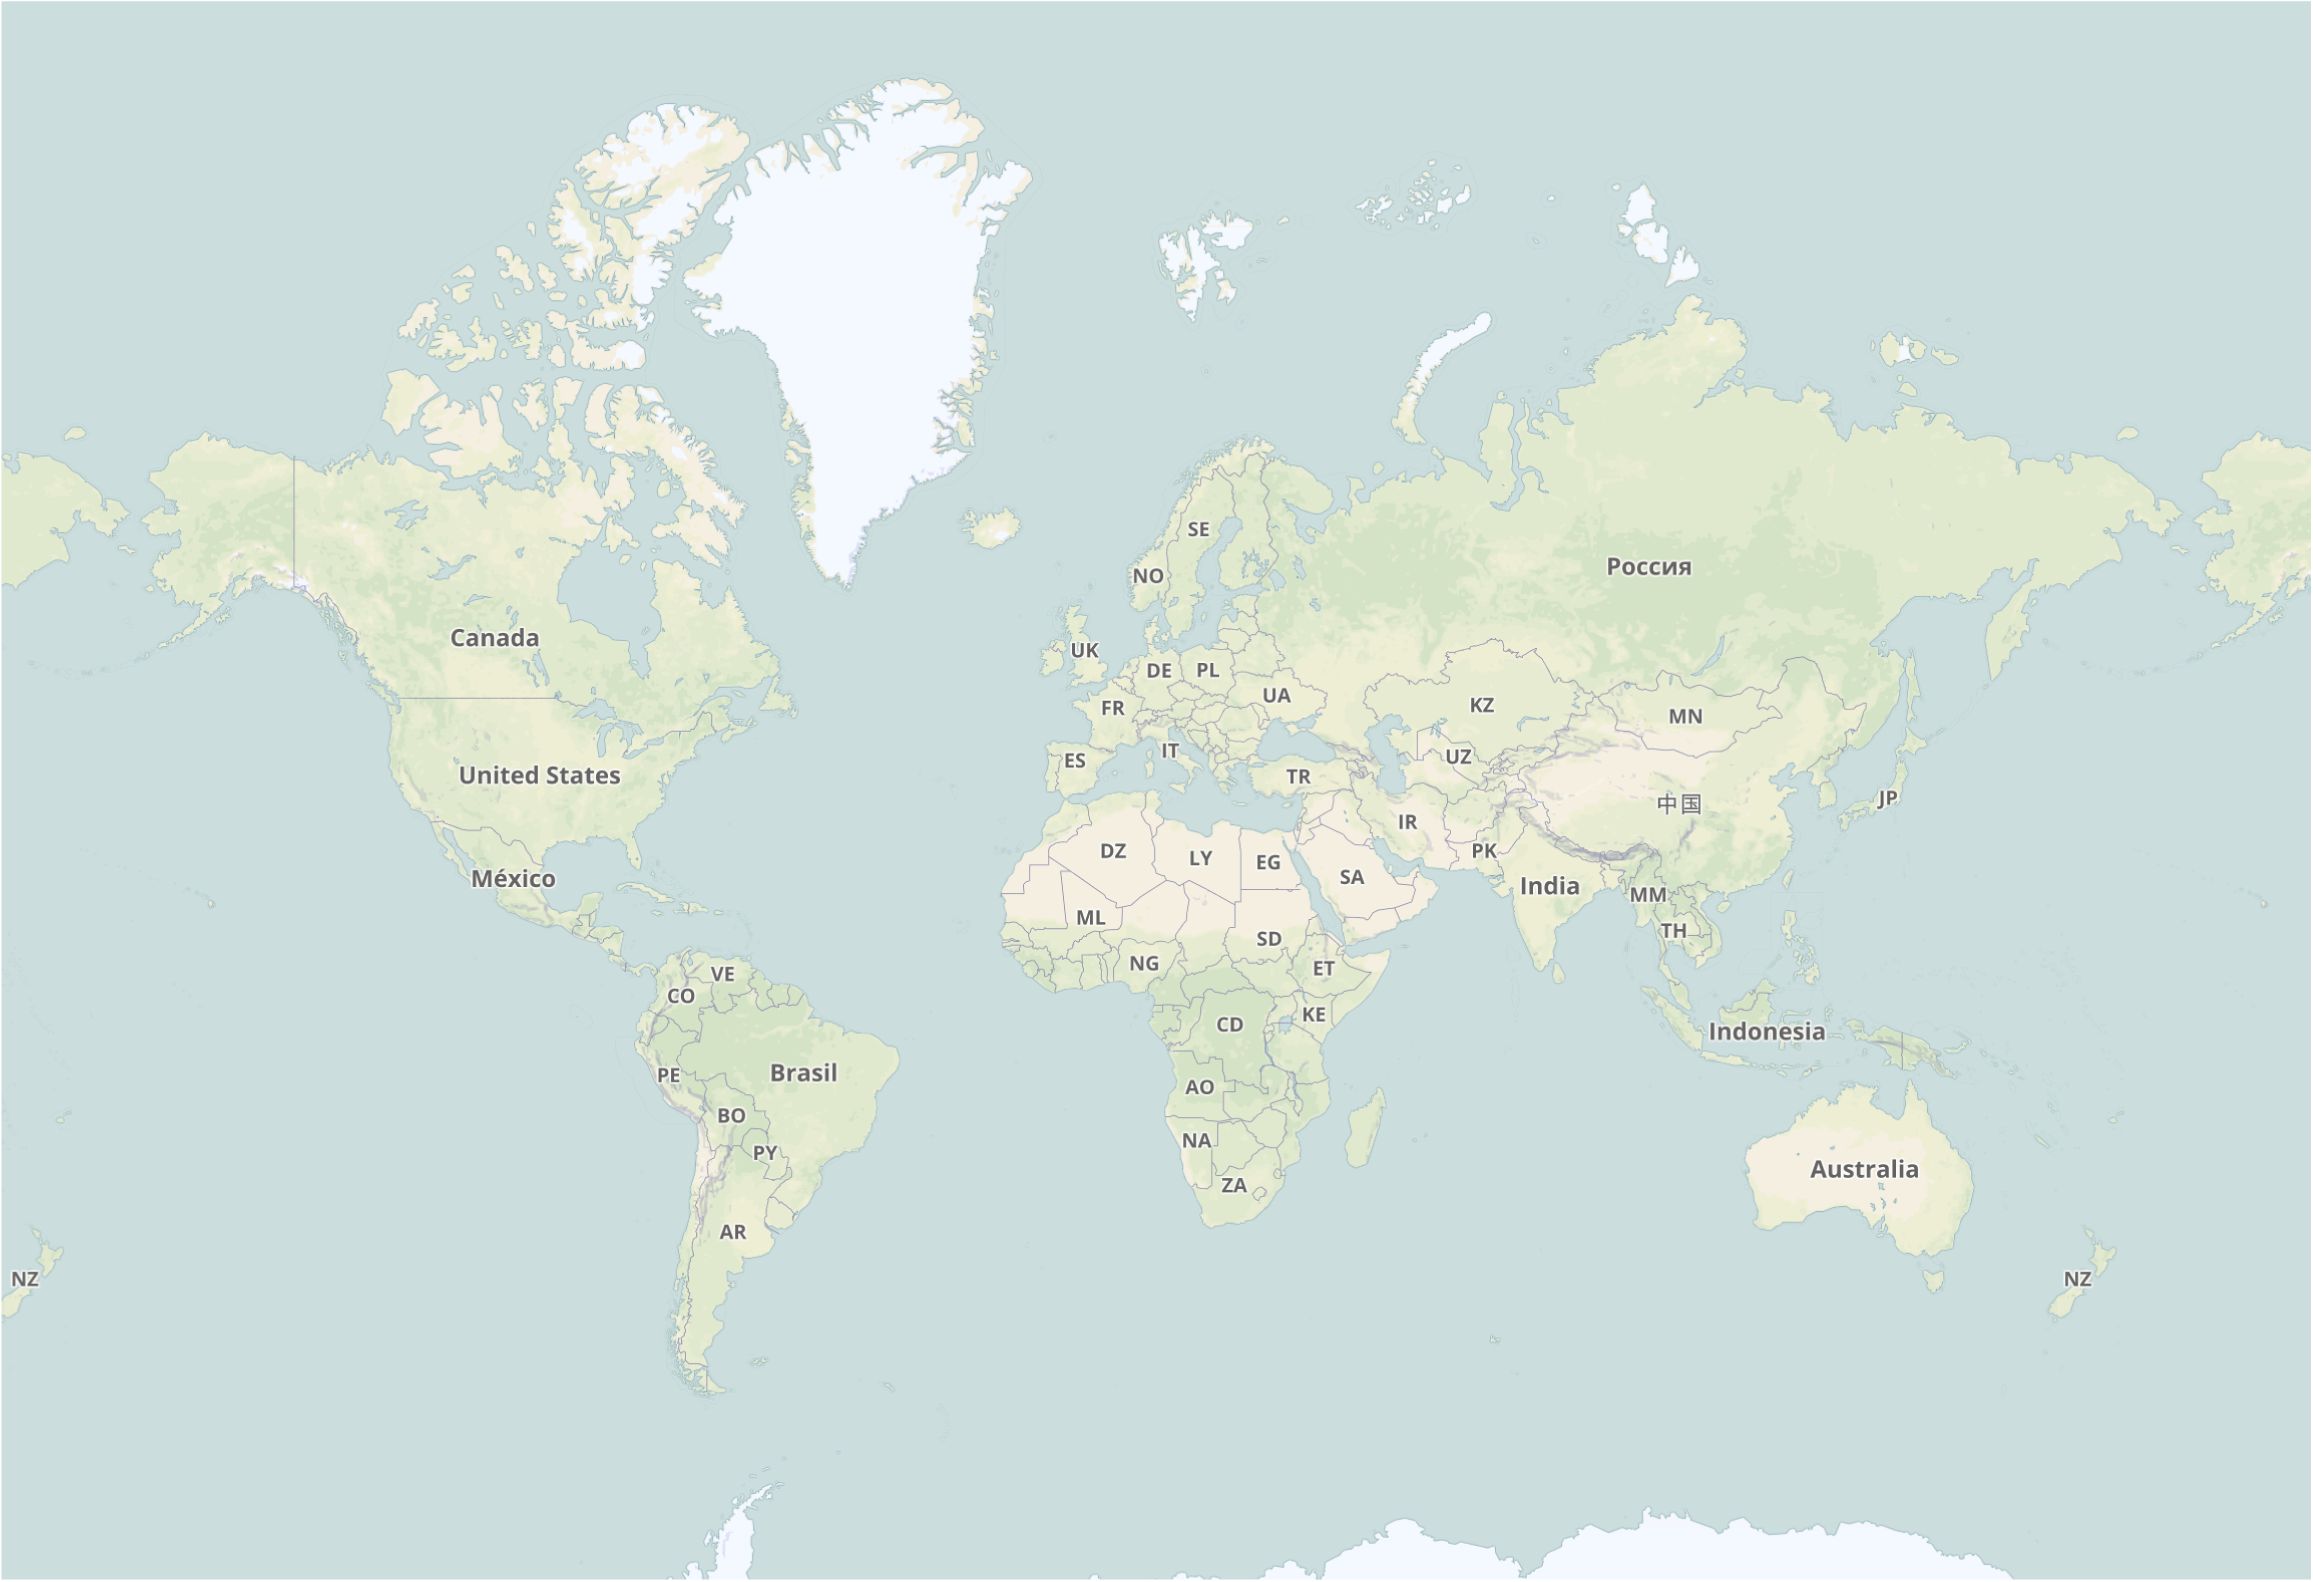 SE
Россия
NO
Canada
UK
DE
PL
UA
FR
KZ
MN
IT
ES
UZ
United States
TR
JP
中国
IR
DZ
PK
LY
EG
SA
México
India
MM
ML
TH
SD
NG
ET
VE
CO
KE
CD
Indonesia
Brasil
PE
AO
BO
NA
PY
Australia
ZA
AR
NZ
NZ